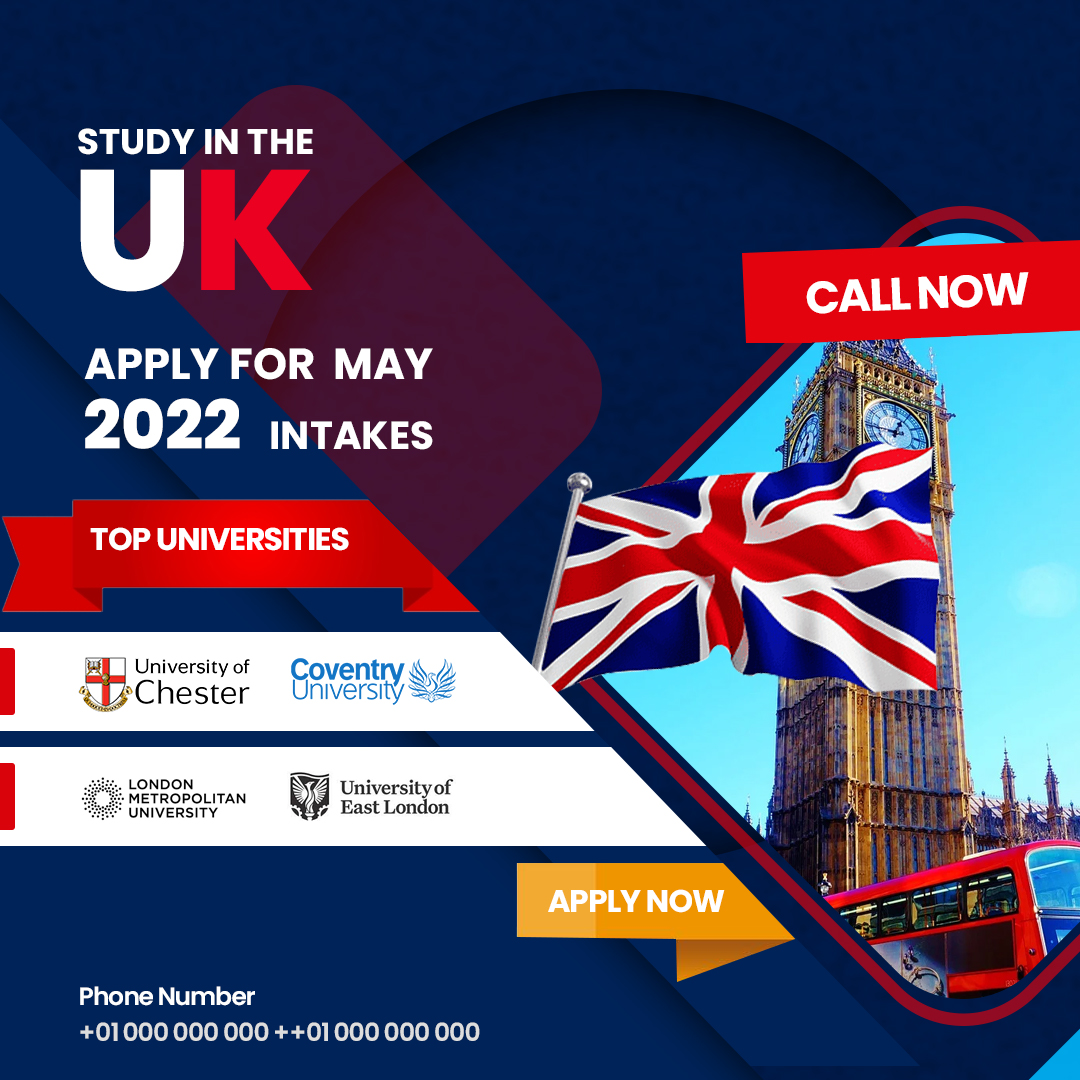 STUDY IN THE
UK
CALL NOW
APPLY FOR MAY
2022 INTAKES
TOP UNIVERSITIES
University of
Chester
Coventry
University
LONDON
METROPOLITAN
UNIVERSITY
University of
East London
APPLY NOW
Phone Number
+01 000 000 000 ++01 000 000 000